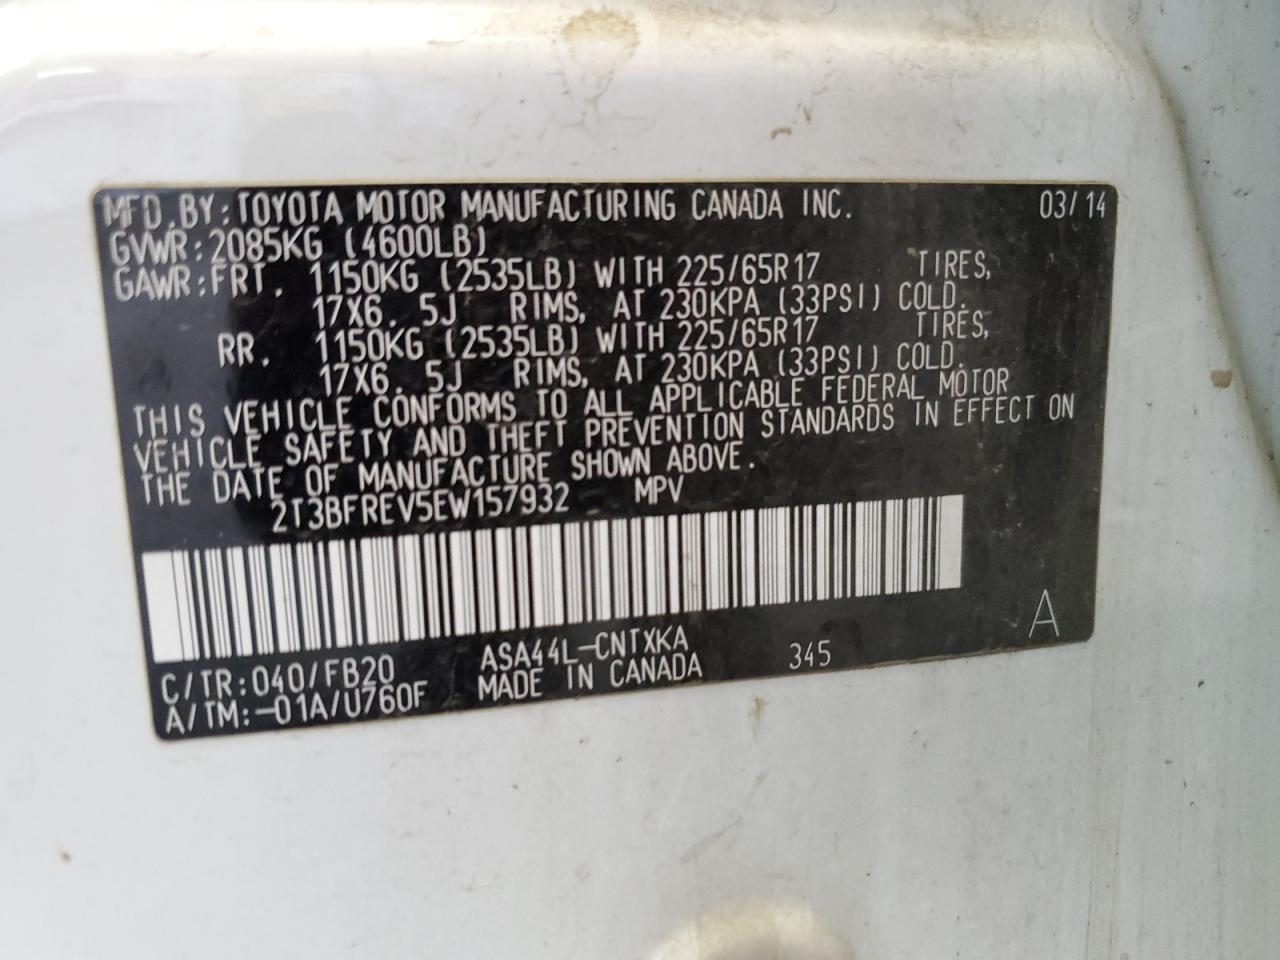 MFD.BY:TOYOTA MOTOR MANUFACTURING CANADA INC. 03/14
GVWR:2085KG (4600LB)
GAWR:FRT. 1150KG (2535LB) WITH 225/65R17 TIRES,
17X6.5J RIMS, AT 230KPA (33PSI) COLD.
RR. 1150KG (2535LB) WITH 225/65R17 TIRES,
17X6.5J RIMS, AT 230KPA (33PSI) COLD.
THIS VEHICLE CONFORMS TO ALL APPLICABLE FEDERAL MOTOR
VEHICLE SAFETY AND THEFT PREVENTION STANDARDS IN EFFECT ON
THE DATE OF MANUFACTURE SHOWN ABOVE.
2T3BFREV5EW157932 MPV
C/TR:040/FB20 ASA44L-CNTXKA 345 A
A/TM:-01A/U760F MADE IN CANADA